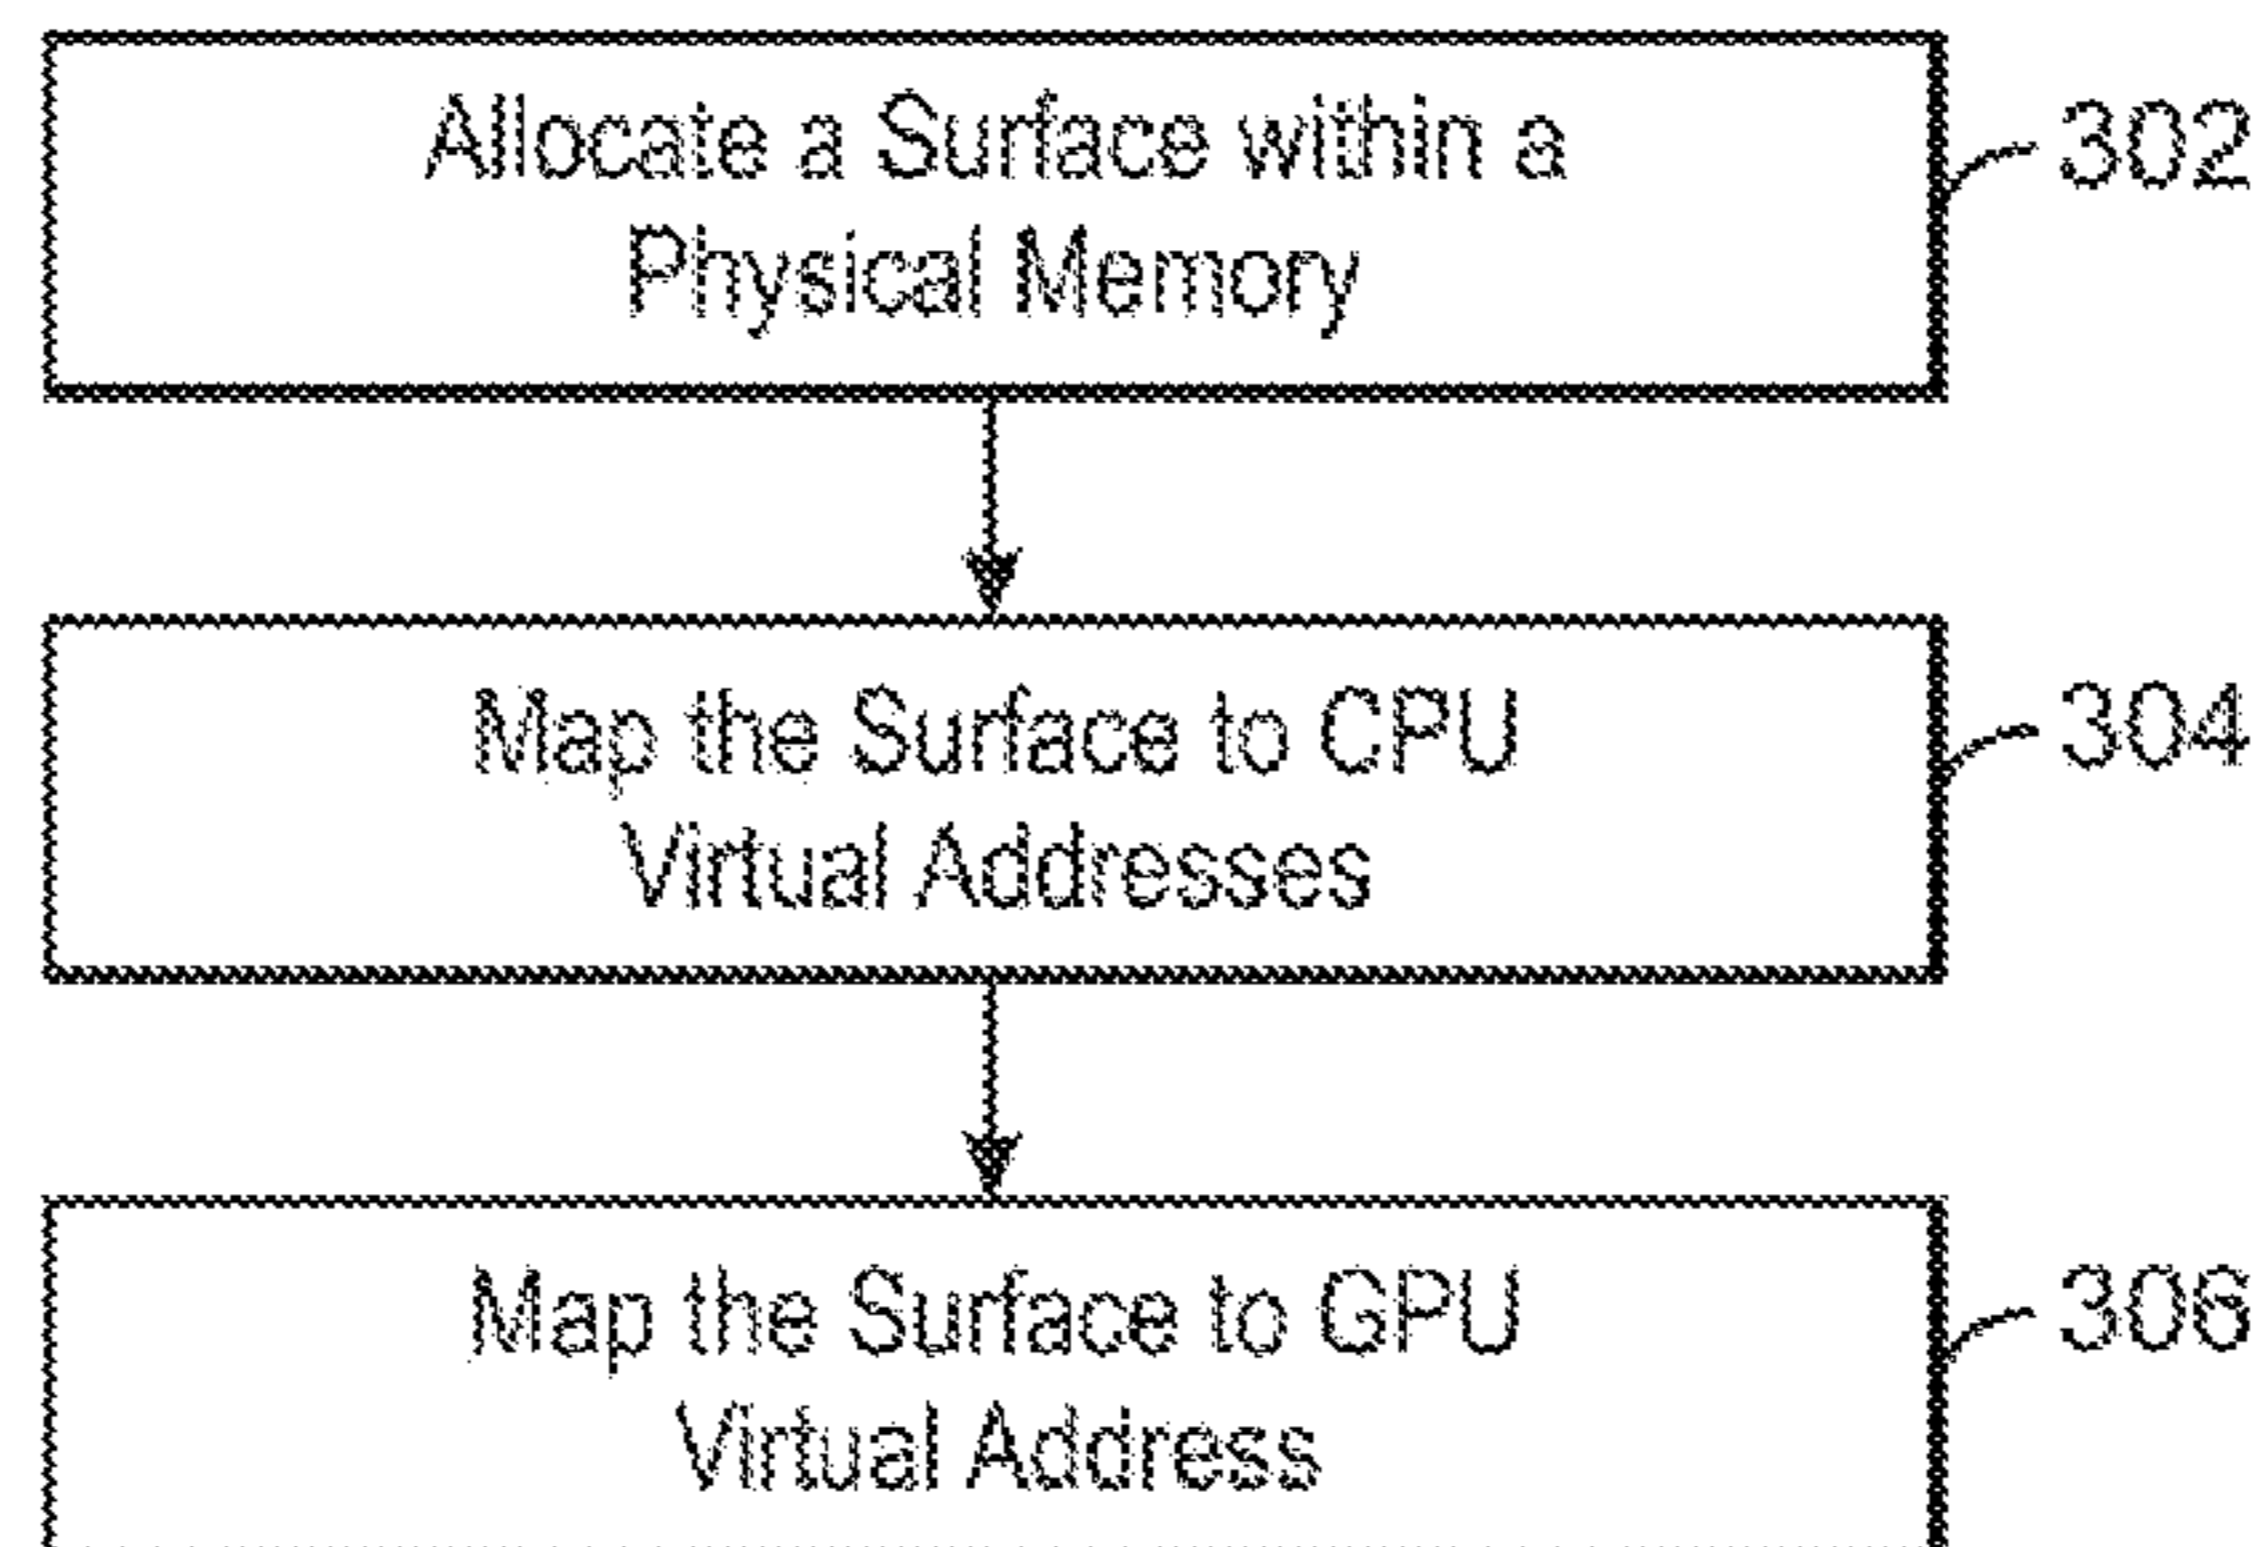 Allocate a Surface within a
Physical Memory
302
Map the Surface to CPU
Virtual Addresses
304
Map the Surface to GPU
Virtual Address
306